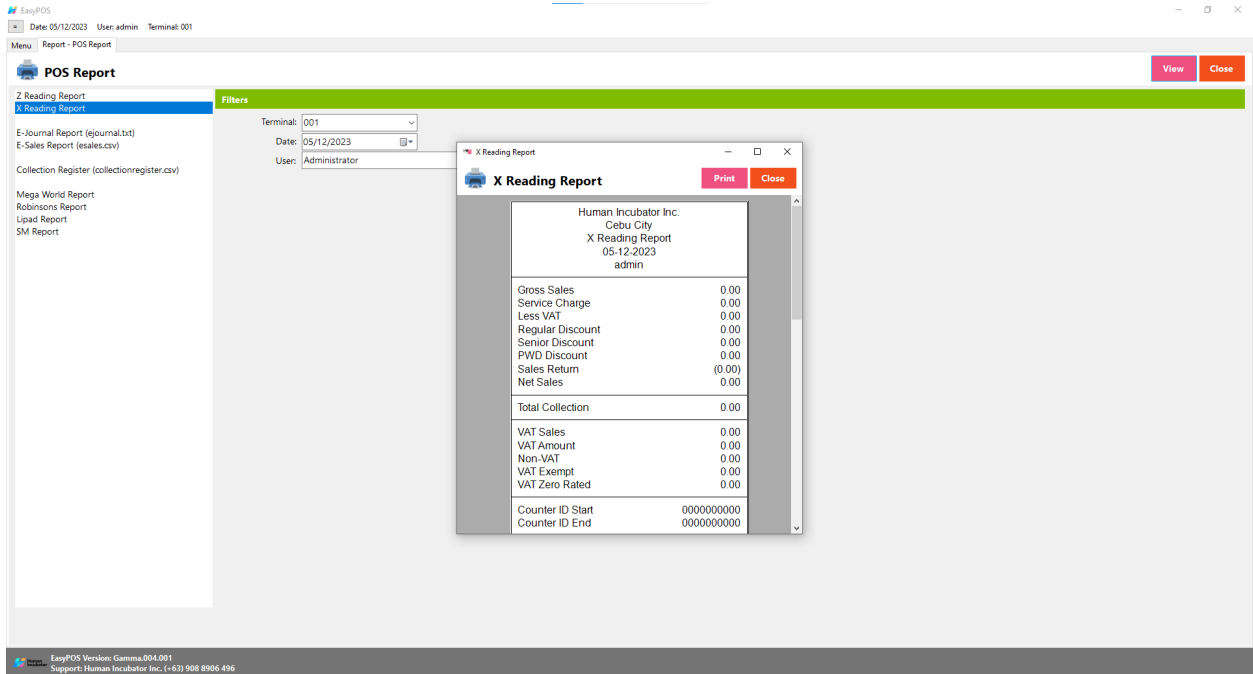 EasyPOS
Date: 05/12/2023 User: admin Terminal: 001
Menu Report - POS Report
POS Report
View Close
Z Reading Report
X Reading Report
E-Journal Report (ejournal.txt)
E-Sales Report (esales.csv)
Collection Register (collectionregister.csv)
Mega World Report
Robinsons Report
Lipad Report
SM Report
Filters
Terminal: 001
Date: 05/12/2023
User: Administrator
X Reading Report
X Reading Report
Print Close
Human Incubator Inc.
Cebu City
X Reading Report
05-12-2023
admin
Gross Sales 0.00
Service Charge 0.00
Less VAT 0.00
Regular Discount 0.00
Senior Discount 0.00
PWD Discount 0.00
Sales Return (0.00)
Net Sales 0.00
Total Collection 0.00
VAT Sales 0.00
VAT Amount 0.00
Non-VAT 0.00
VAT Exempt 0.00
VAT Zero Rated 0.00
Counter ID Start 0000000000
Counter ID End 0000000000
Human
Incubator
EasyPOS Version: Gamma.004.001
Support: Human Incubator Inc. (+63) 908 8906 496